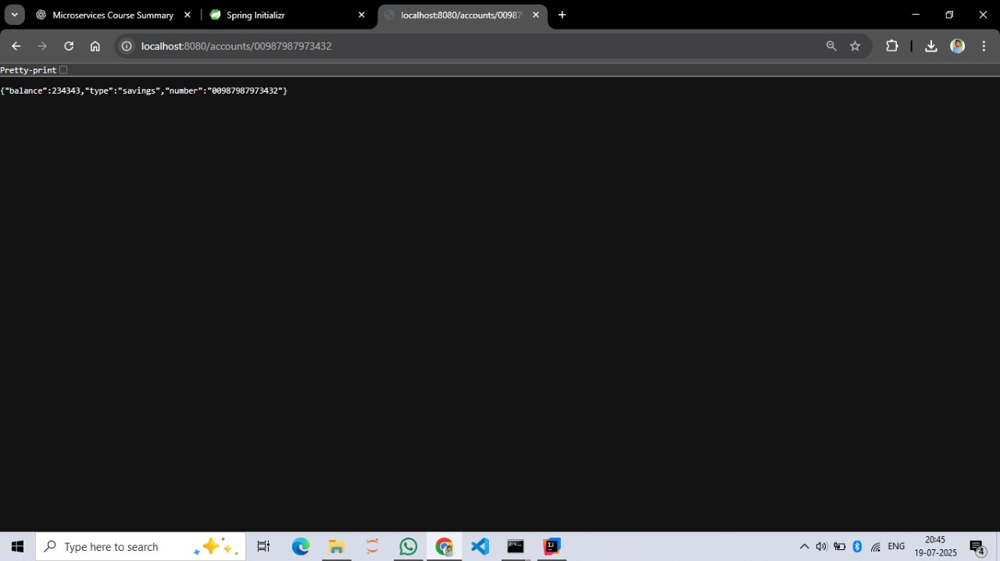 Microservices Course Summary
Spring Initializr
localhost:8080/accounts/00987
localhost:8080/accounts/00987987973432
Pretty-print
{"balance":234343,"type":"savings","number":"00987987973432"}
Type here to search
ENG
20:45
19-07-2025
4